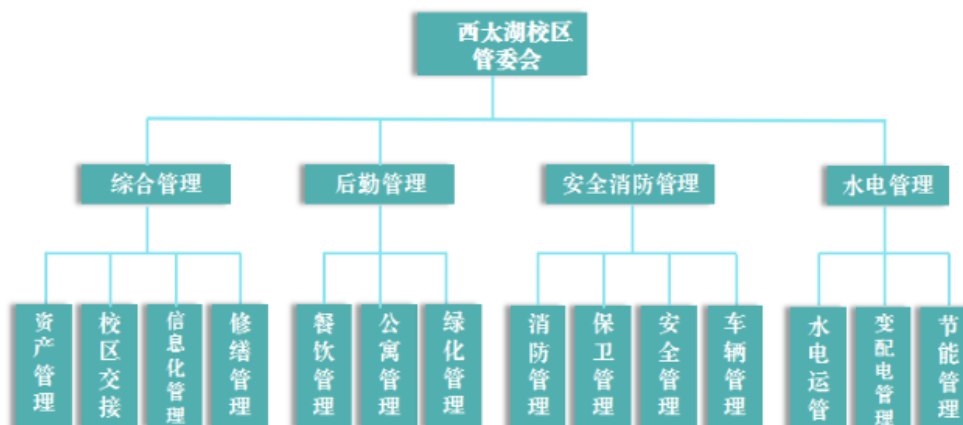 西太湖校区
管委会
综合管理
后勤管理
安全消防管理
水电管理
资产管理
校区交接
信息化管理
修缮管理
餐饮管理
公寓管理
绿化管理
消防管理
保卫管理
安全管理
车辆管理
水电运管
变配电管理
节能管理